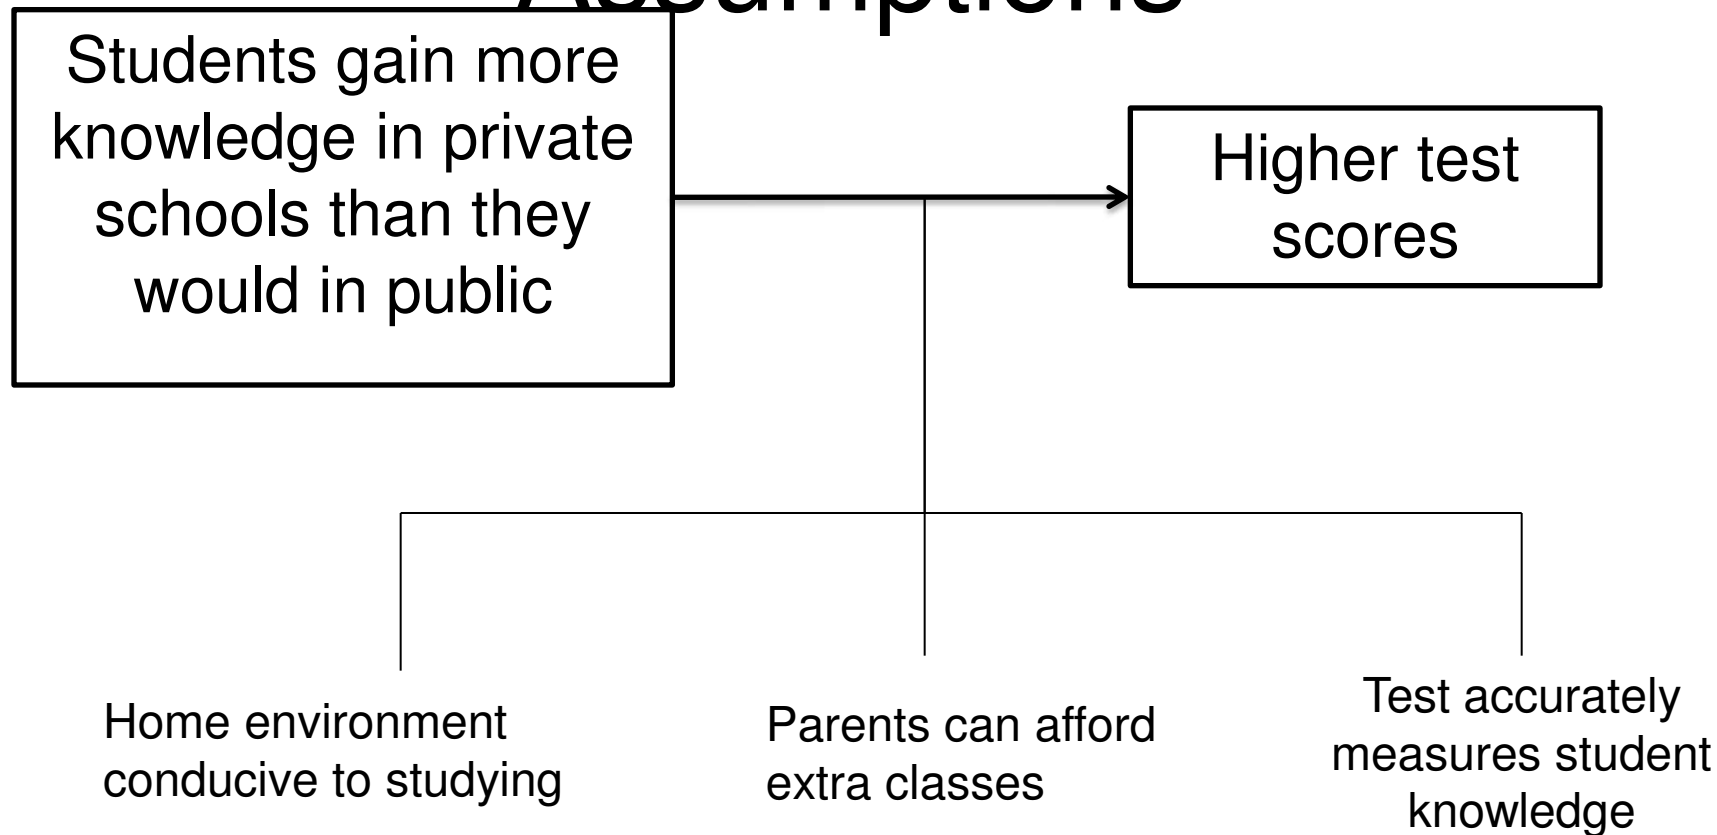 Assumptions
Students gain more
knowledge in private
schools than they
would in public
Higher test
scores
Home environment
conducive to studying
Parents can afford
extra classes
Test accurately
measures student
knowledge